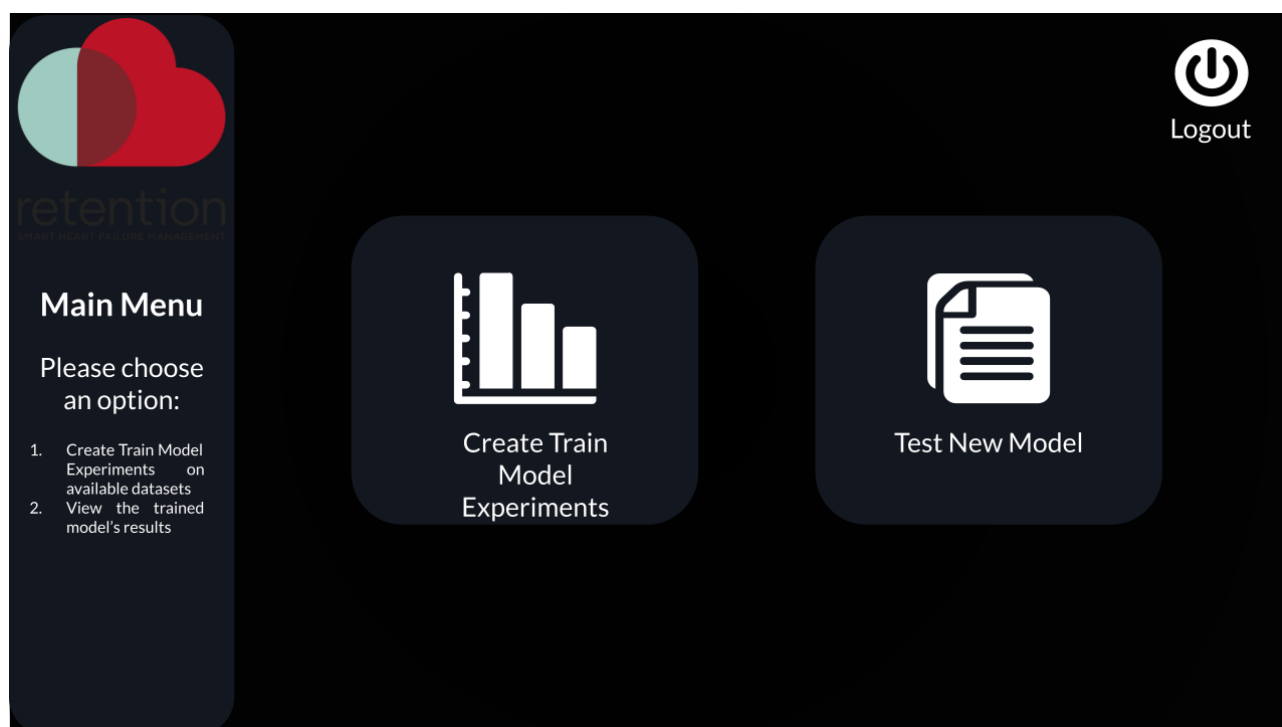 retention
SMART HEART FAILURE MANAGEMENT
Main Menu
Please choose
an option:
1. Create Train Model
Experiments on
available datasets
2. View the trained
model’s results
Logout
Create Train
Model
Experiments
Test New Model